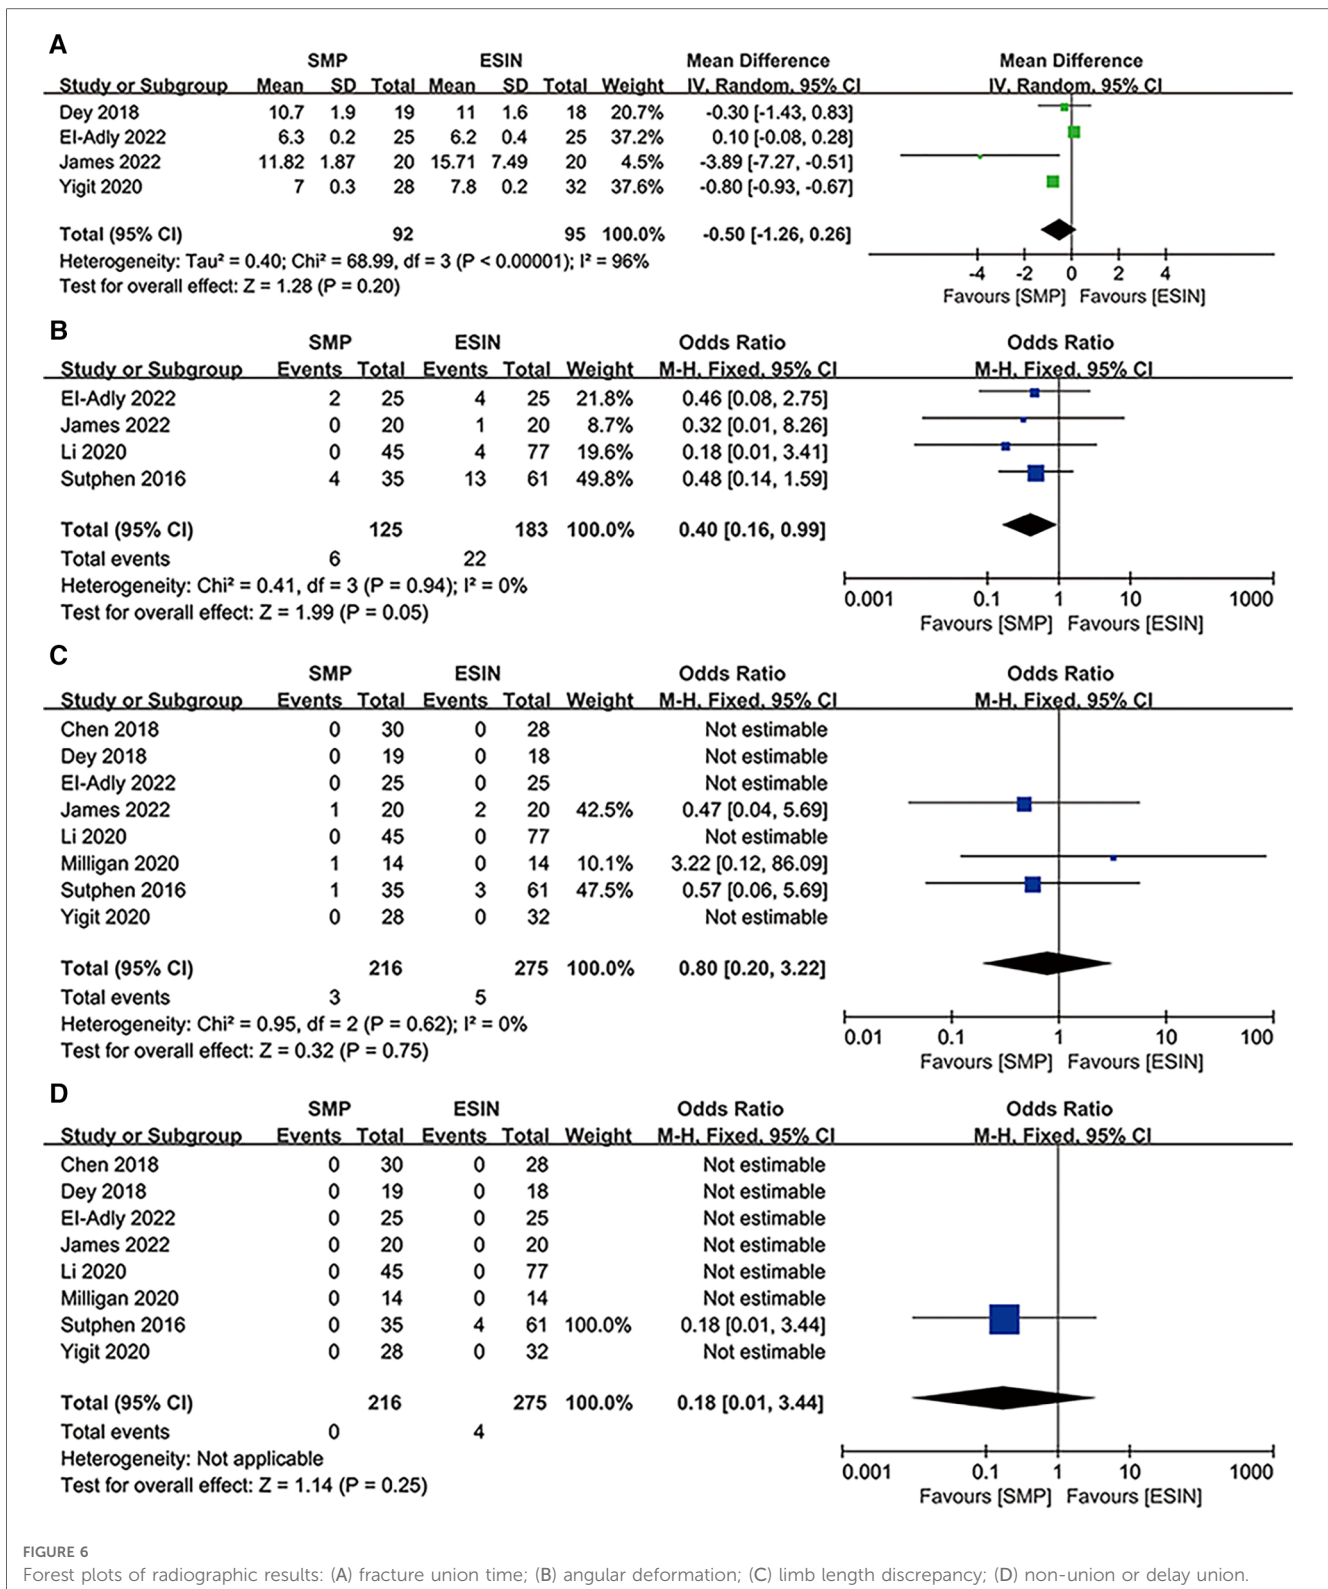 A
SMP ESIN Mean Difference Mean Difference
Study or Subgroup Mean SD Total Mean SD Total Weight IV, Random, 95% CI IV, Random, 95% CI
Dey 2018 10.7 1.9 19 11 1.6 18 20.7% -0.30 [-1.43, 0.83]
El-Adly 2022 6.3 0.2 25 6.2 0.4 25 37.2% 0.10 [-0.08, 0.28]
James 2022 11.82 1.87 20 15.71 7.49 20 4.5% -3.89 [-7.27, -0.51]
Yigit 2020 7 0.3 28 7.8 0.2 32 37.6% -0.80 [-0.93, -0.67]
Total (95% CI) 92 95 100.0% -0.50 [-1.26, 0.26]
Heterogeneity: Tau² = 0.40; Chi² = 68.99, df = 3 (P < 0.00001); I² = 96%
Test for overall effect: Z = 1.28 (P = 0.20)
-4 -2 0 2 4
Favours [SMP] Favours [ESIN]
B
SMP ESIN Odds Ratio Odds Ratio
Study or Subgroup Events Total Events Total Weight M-H, Fixed, 95% CI M-H, Fixed, 95% CI
El-Adly 2022 2 25 4 25 21.8% 0.46 [0.08, 2.75]
James 2022 0 20 1 20 8.7% 0.32 [0.01, 8.26]
Li 2020 0 45 4 77 19.6% 0.18 [0.01, 3.41]
Sutphen 2016 4 35 13 61 49.8% 0.48 [0.14, 1.59]
Total (95% CI) 125 183 100.0% 0.40 [0.16, 0.99]
Total events 6 22
Heterogeneity: Chi² = 0.41, df = 3 (P = 0.94); I² = 0%
Test for overall effect: Z = 1.99 (P = 0.05)
0.001 0.1 1 10 1000
Favours [SMP] Favours [ESIN]
C
SMP ESIN Odds Ratio Odds Ratio
Study or Subgroup Events Total Events Total Weight M-H, Fixed, 95% CI M-H, Fixed, 95% CI
Chen 2018 0 30 0 28 Not estimable
Dey 2018 0 19 0 18 Not estimable
El-Adly 2022 0 25 0 25 Not estimable
James 2022 1 20 2 20 42.5% 0.47 [0.04, 5.69]
Li 2020 0 45 0 77 Not estimable
Milligan 2020 1 14 0 14 10.1% 3.22 [0.12, 86.09]
Sutphen 2016 1 35 3 61 47.5% 0.57 [0.06, 5.69]
Yigit 2020 0 28 0 32 Not estimable
Total (95% CI) 216 275 100.0% 0.80 [0.20, 3.22]
Total events 3 5
Heterogeneity: Chi² = 0.95, df = 2 (P = 0.62); I² = 0%
Test for overall effect: Z = 0.32 (P = 0.75)
0.01 0.1 1 10 100
Favours [SMP] Favours [ESIN]
D
SMP ESIN Odds Ratio Odds Ratio
Study or Subgroup Events Total Events Total Weight M-H, Fixed, 95% CI M-H, Fixed, 95% CI
Chen 2018 0 30 0 28 Not estimable
Dey 2018 0 19 0 18 Not estimable
El-Adly 2022 0 25 0 25 Not estimable
James 2022 0 20 0 20 Not estimable
Li 2020 0 45 0 77 Not estimable
Milligan 2020 0 14 0 14 Not estimable
Sutphen 2016 0 35 4 61 100.0% 0.18 [0.01, 3.44]
Yigit 2020 0 28 0 32 Not estimable
Total (95% CI) 216 275 100.0% 0.18 [0.01, 3.44]
Total events 0 4
Heterogeneity: Not applicable
Test for overall effect: Z = 1.14 (P = 0.25)
0.001 0.1 1 10 1000
Favours [SMP] Favours [ESIN]
FIGURE 6
Forest plots of radiographic results: (A) fracture union time; (B) angular deformation; (C) limb length discrepancy; (D) non-union or delay union.